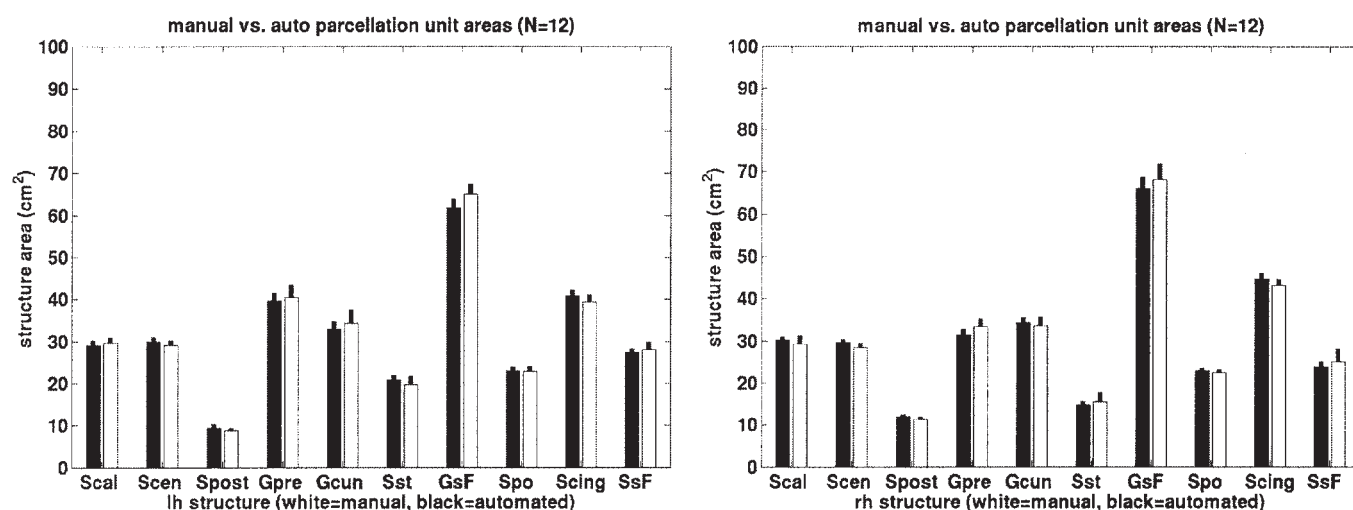 manual vs. auto parcellation unit areas (N=12)
100
90
80
70
60
50
40
30
20
10
0
structure area (cm²)
Scal Scen Spost Gpre Gcun Sst GsF Spo Scing SsF
lh structure (white=manual, black=automated)
manual vs. auto parcellation unit areas (N=12)
100
90
80
70
60
50
40
30
20
10
0
structure area (cm²)
Scal Scen Spost Gpre Gcun Sst GsF Spo Scing SsF
rh structure (white=manual, black=automated)